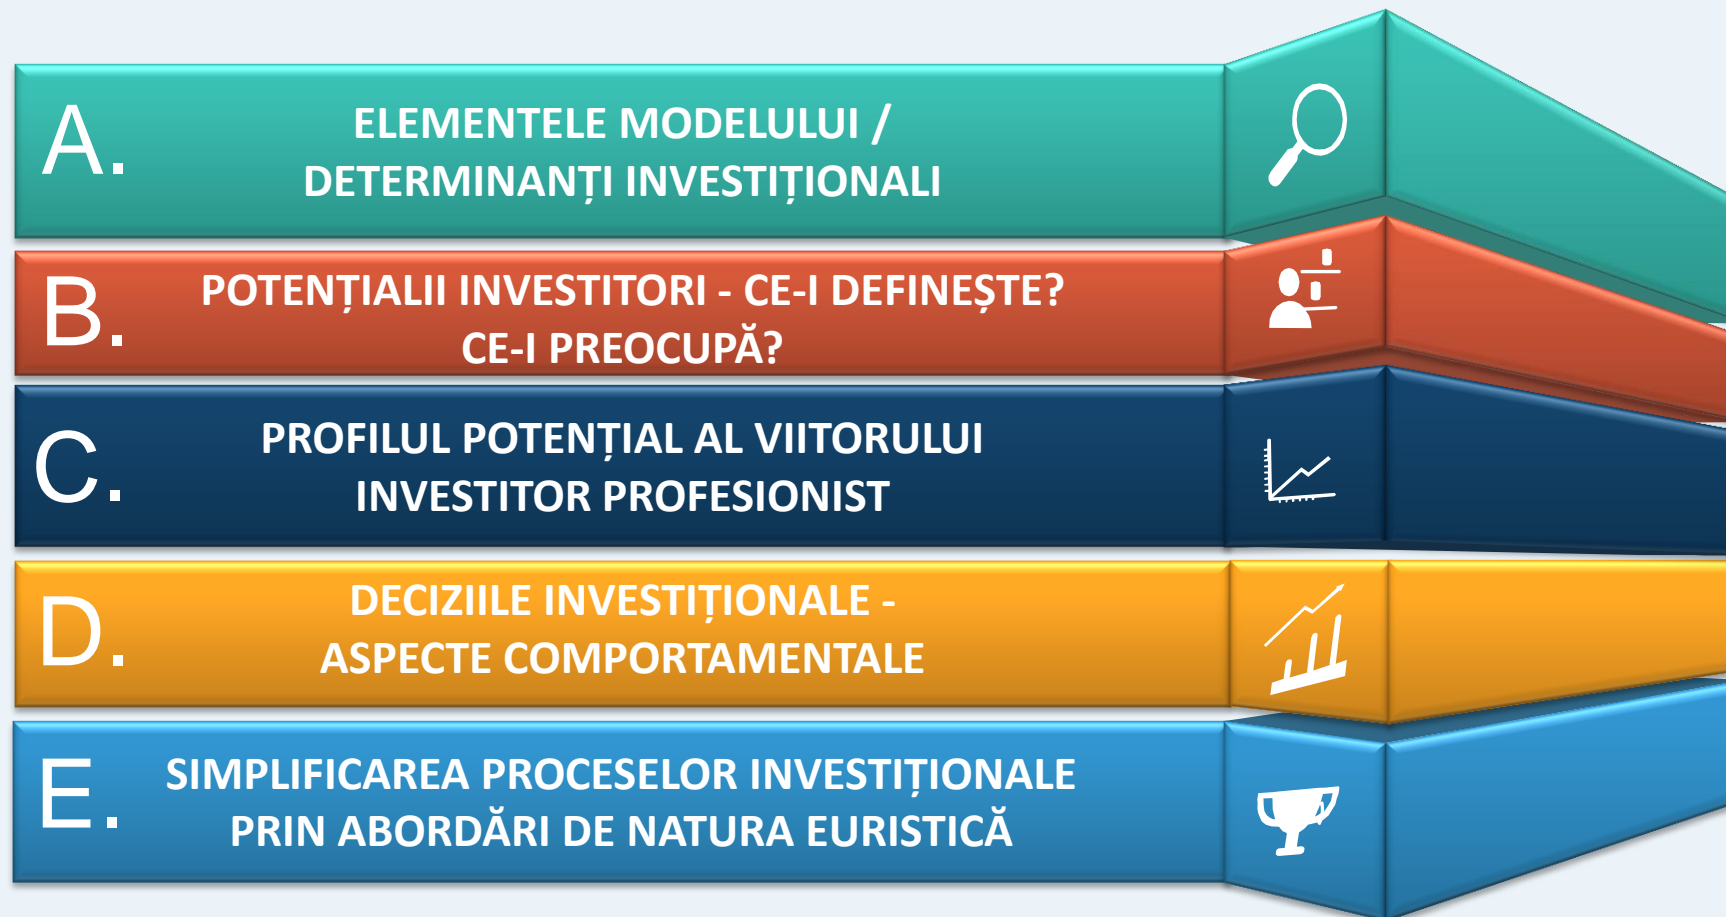 A.
ELEMENTELE MODELULUI /
DETERMINANȚI INVESTIȚIONALI
B.
POTENȚIALII INVESTITORI - CE-I DEFINEȘTE?
CE-I PREOCUPĂ?
C.
PROFILUL POTENȚIAL AL VIITORULUI
INVESTITOR PROFESIONIST
D.
DECIZIILE INVESTIȚIONALE -
ASPECTE COMPORTAMENTALE
E.
SIMPLIFICAREA PROCESELOR INVESTIȚIONALE
PRIN ABORDĂRI DE NATURA EURISTICĂ